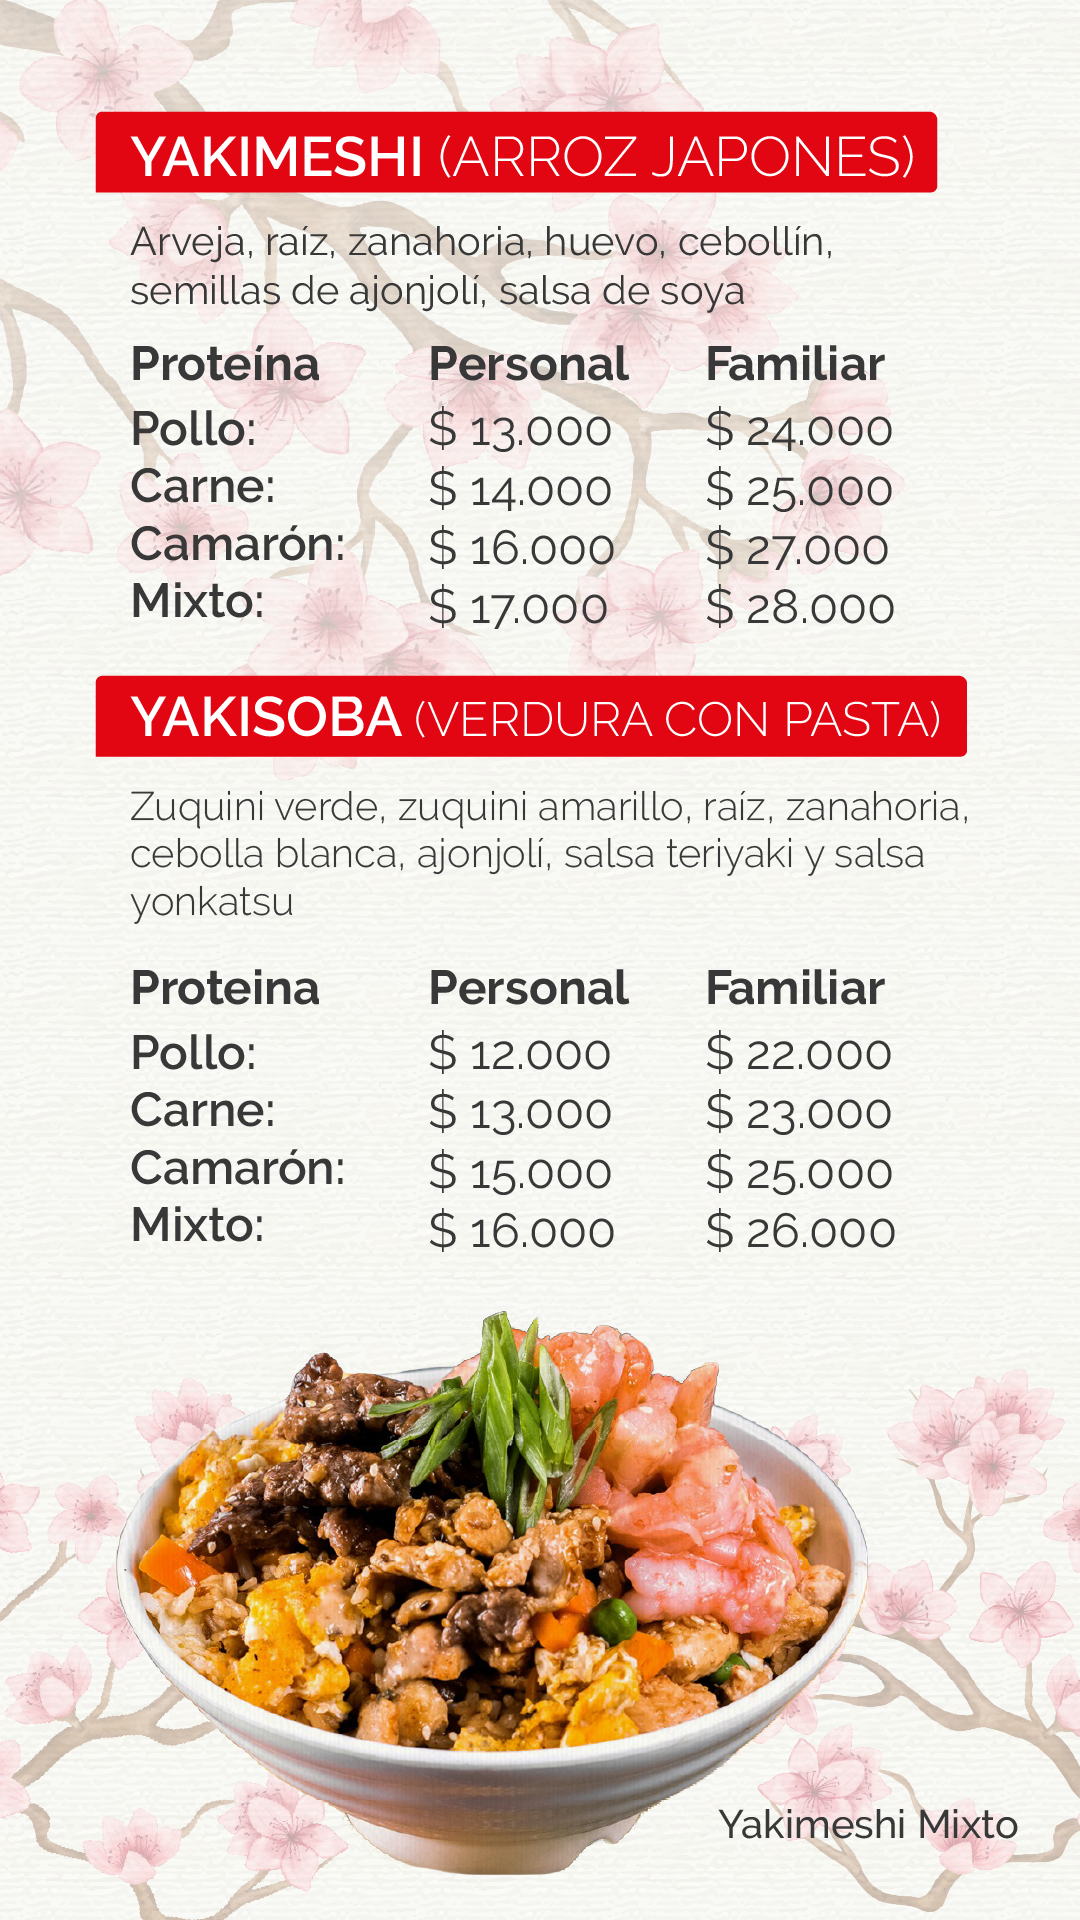 YAKIMESHI (ARROZ JAPONES)
Arveja, raíz, zanahoria, huevo, cebollín,
semillas de ajonjolí, salsa de soya
Proteína Personal Familiar
Pollo: $ 13.000 $ 24.000
Carne: $ 14.000 $ 25.000
Camarón: $ 16.000 $ 27.000
Mixto: $ 17.000 $ 28.000
YAKISOBA (VERDURA CON PASTA)
Zuquini verde, zuquini amarillo, raíz, zanahoria,
cebolla blanca, ajonjolí, salsa teriyaki y salsa
yonkatsu
Proteina Personal Familiar
Pollo: $ 12.000 $ 22.000
Carne: $ 13.000 $ 23.000
Camarón: $ 15.000 $ 25.000
Mixto: $ 16.000 $ 26.000
Yakimeshi Mixto